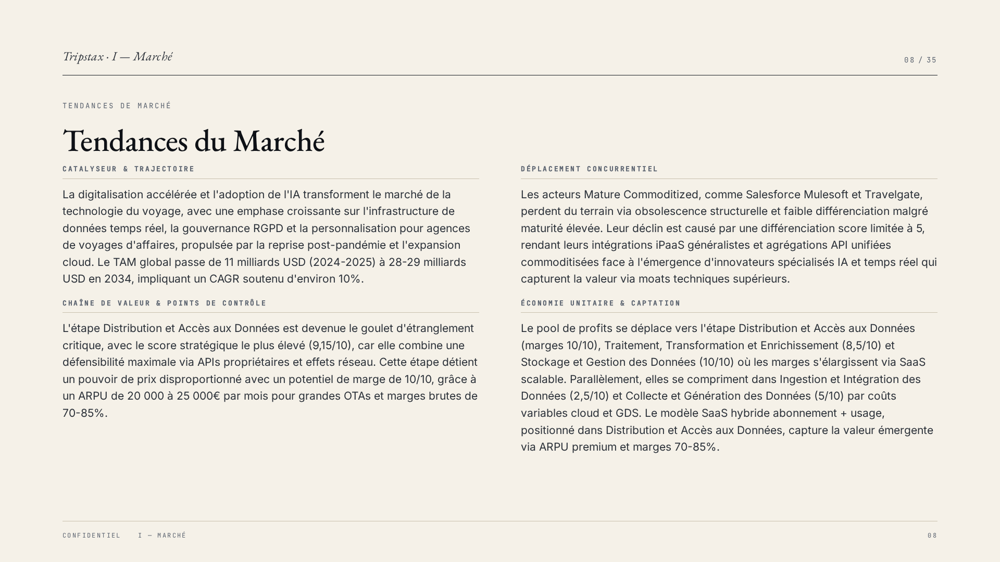 Tripstax · I — Marché
08 / 35
TENDANCES DE MARCHÉ
Tendances du Marché
CATALYSEUR & TRAJECTOIRE
La digitalisation accélérée et l'adoption de l'IA transforment le marché de la
technologie du voyage, avec une emphase croissante sur l'infrastructure de
données temps réel, la gouvernance RGPD et la personnalisation pour agences
de voyages d'affaires, propulsée par la reprise post-pandémie et l'expansion
cloud. Le TAM global passe de 11 milliards USD (2024-2025) à 28-29 milliards
USD en 2034, impliquant un CAGR soutenu d'environ 10%.
DÉPLACEMENT CONCURRENTIEL
Les acteurs Mature Commoditized, comme Salesforce Mulesoft et Travelgate,
perdent du terrain via obsolescence structurelle et faible différenciation malgré
maturité élevée. Leur déclin est causé par une différenciation score limitée à 5,
rendant leurs intégrations iPaaS généralistes et agrégations API unifiées
commoditisées face à l'émergence d'innovateurs spécialisés IA et temps réel qui
capturent la valeur via moats techniques supérieurs.
CHAÎNE DE VALEUR & POINTS DE CONTRÔLE
L'étape Distribution et Accès aux Données est devenue le goulet d'étranglement
critique, avec le score stratégique le plus élevé (9,15/10), car elle combine une
défensibilité maximale via APIs propriétaires et effets réseau. Cette étape détient
un pouvoir de prix disproportionné avec un potentiel de marge de 10/10, grâce à
un ARPU de 20 000 à 25 000€ par mois pour grandes OTAs et marges brutes de
70-85%.
ÉCONOMIE UNITAIRE & CAPTATION
Le pool de profits se déplace vers l'étape Distribution et Accès aux Données
(marges 10/10), Traitement, Transformation et Enrichissement (8,5/10) et
Stockage et Gestion des Données (10/10) où les marges s'élargissent via SaaS
scalable. Parallèlement, elles se compriment dans Ingestion et Intégration des
Données (2,5/10) et Collecte et Génération des Données (5/10) par coûts
variables cloud et GDS. Le modèle SaaS hybride abonnement + usage,
positionné dans Distribution et Accès aux Données, capture la valeur émergente
via ARPU premium et marges 70-85%.
CONFIDENTIEL I — MARCHÉ
08